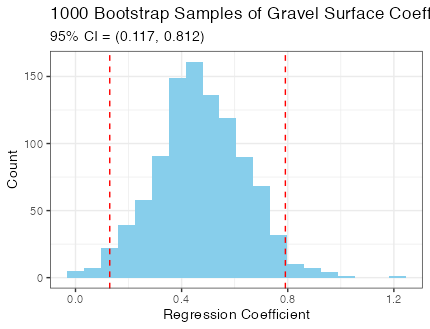 1000 Bootstrap Samples of Gravel Surface Coeff
95% CI = (0.117, 0.812)
150
100
50
0
Count
0.0 0.4 0.8 1.2
Regression Coefficient